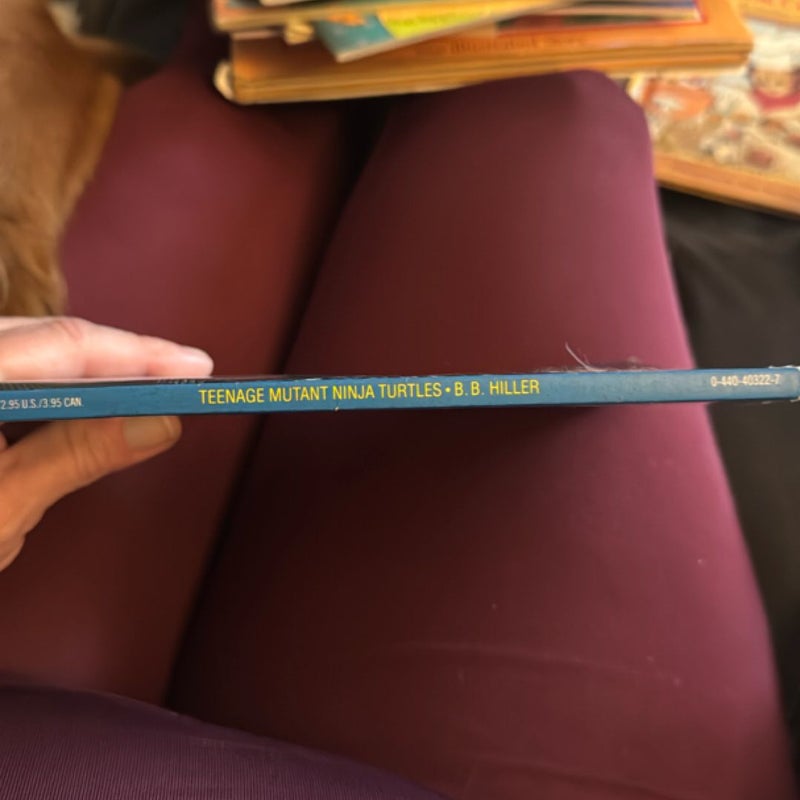 2.95 U.S./3.95 CAN
TEENAGE MUTANT NINJA TURTLES • B. B. HILLER
0-440-40322-7